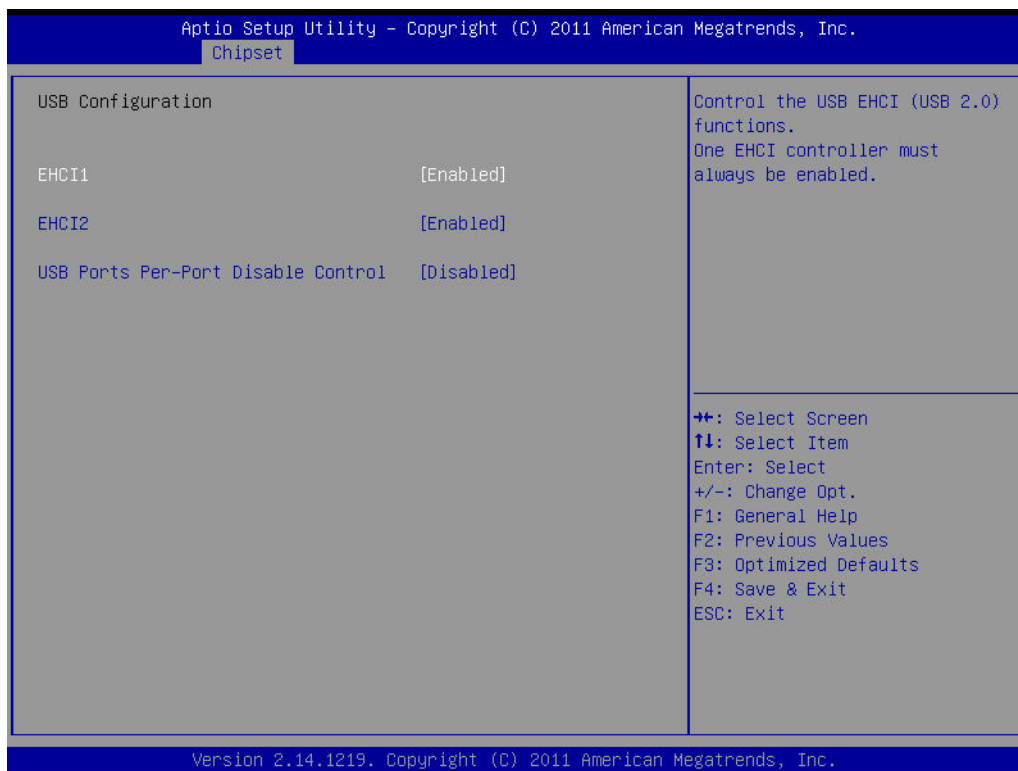 Aptio Setup Utility – Copyright (C) 2011 American Megatrends, Inc.
Chipset
USB Configuration
EHCI1 [Enabled]
EHCI2 [Enabled]
USB Ports Per-Port Disable Control [Disabled]
Control the USB EHCI (USB 2.0)
functions.
One EHCI controller must
always be enabled.
→←: Select Screen
↑↓: Select Item
Enter: Select
+/-: Change Opt.
F1: General Help
F2: Previous Values
F3: Optimized Defaults
F4: Save & Exit
ESC: Exit
Version 2.14.1219. Copyright (C) 2011 American Megatrends, Inc.